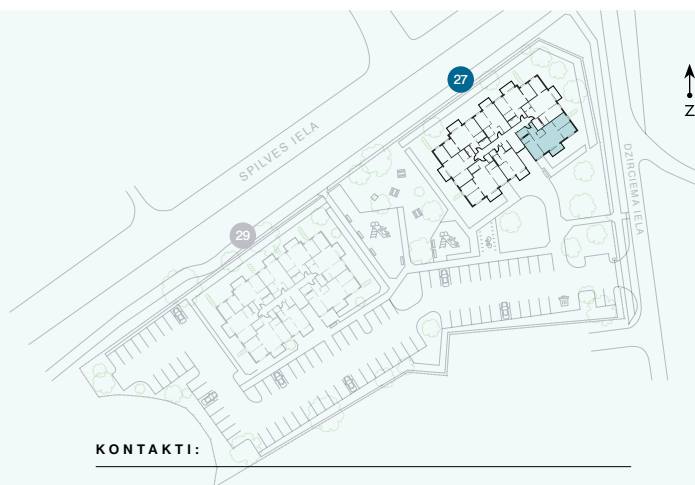 27
Z
SPILVES IELA
DZIRCIEMA IELA
29
KONTAKTI: